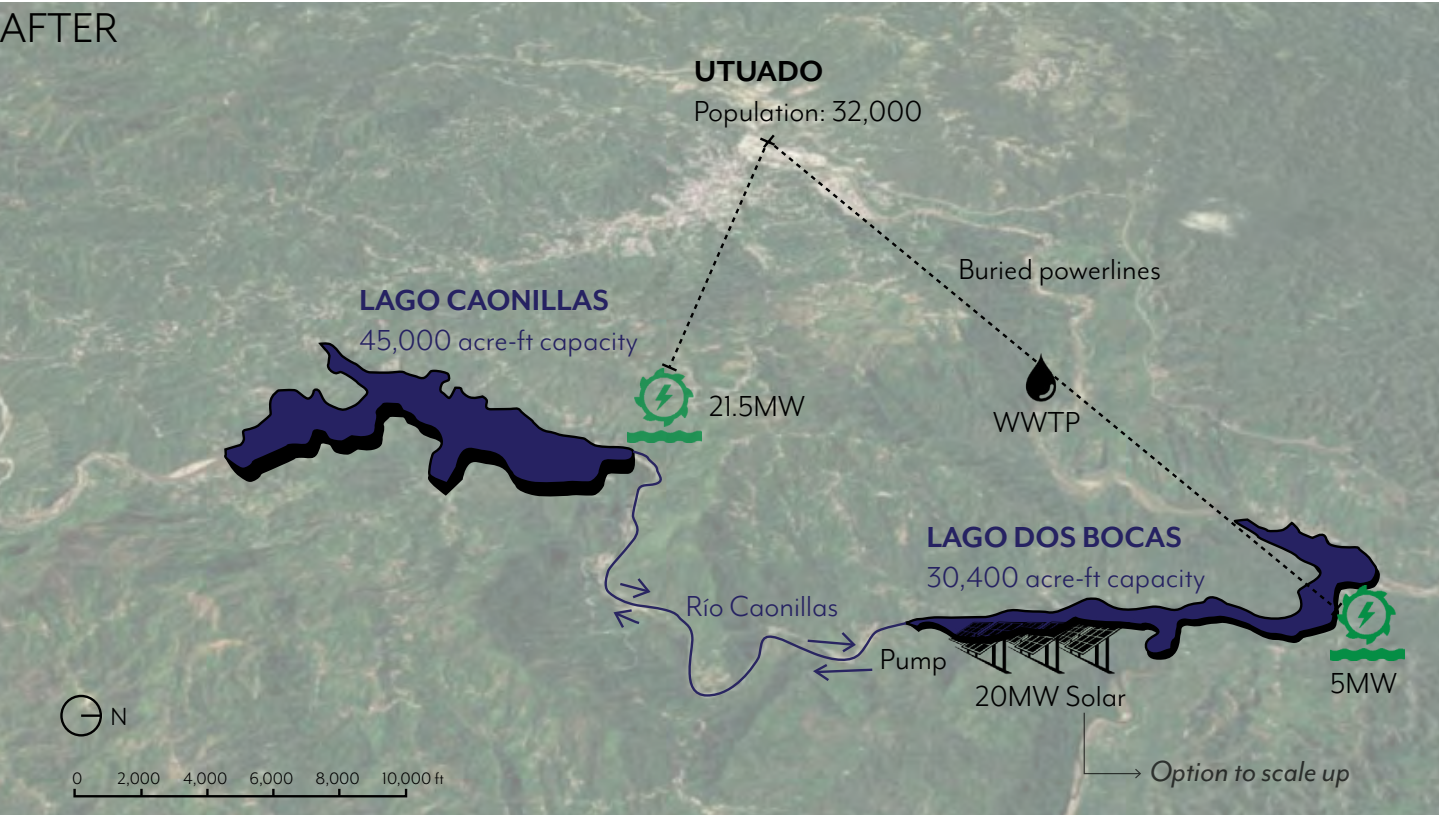 AFTER
UTUADO
Population: 32,000
Buried powerlines
LAGO CAONILLAS
45,000 acre-ft capacity
21.5MW
WWTP
LAGO DOS BOCAS
30,400 acre-ft capacity
Río Caonillas
Pump
20MW Solar
5MW
N
Option to scale up
0 2,000 4,000 6,000 8,000 10,000 ft